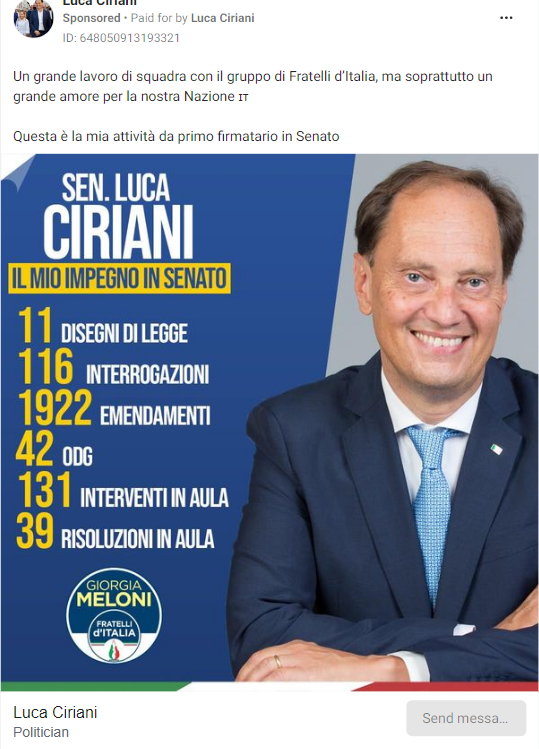 Luca Ciriani
Sponsored • Paid for by Luca Ciriani
ID: 648050913193321
Un grande lavoro di squadra con il gruppo di Fratelli d'Italia, ma soprattutto un
grande amore per la nostra Nazione IT
Questa è la mia attività da primo firmatario in Senato
SEN. LUCA
CIRIANI
IL MIO IMPEGNO IN SENATO
11 DISEGNI DI LEGGE
116 INTERROGAZIONI
1922 EMENDAMENTI
42 ODG
131 INTERVENTI IN AULA
39 RISOLUZIONI IN AULA
GIORGIA
MELONI
FRATELLI
d'ITALIA
Luca Ciriani
Politician
Send messa...